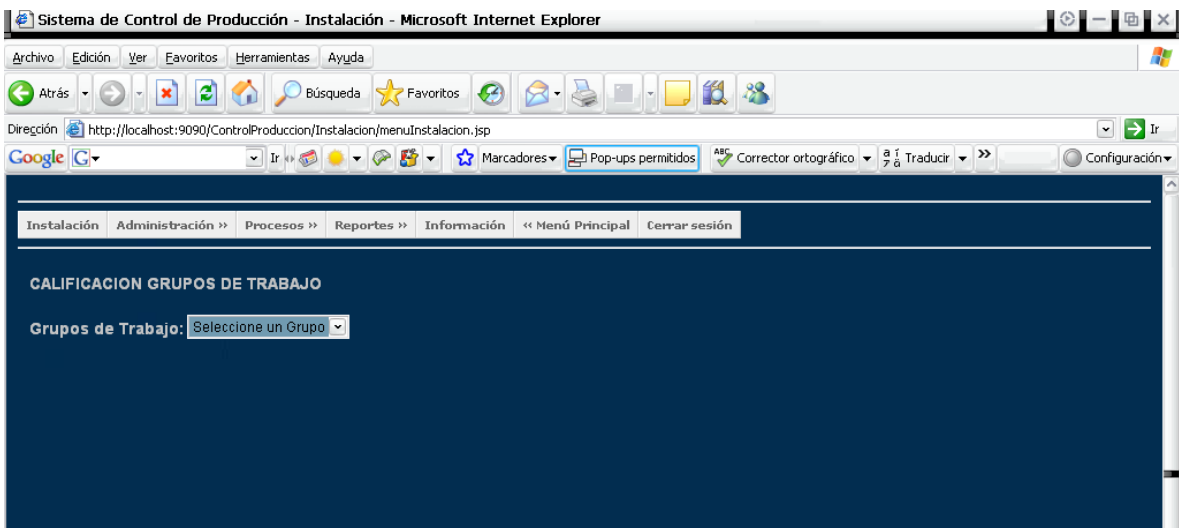 Sistema de Control de Producción - Instalación - Microsoft Internet Explorer
Archivo Edición Ver Favoritos Herramientas Ayuda
Atrás Búsqueda Favoritos
Dirección http://localhost:9090/ControlProduccion/Instalacion/menuInstalacion.jsp Ir
Google G Ir Marcadores Pop-ups permitidos ABC Corrector ortográfico Traducir » Configuración
Instalación Administración » Procesos » Reportes » Información « Menú Principal Cerrar sesión
CALIFICACION GRUPOS DE TRABAJO
Grupos de Trabajo: Seleccione un Grupo